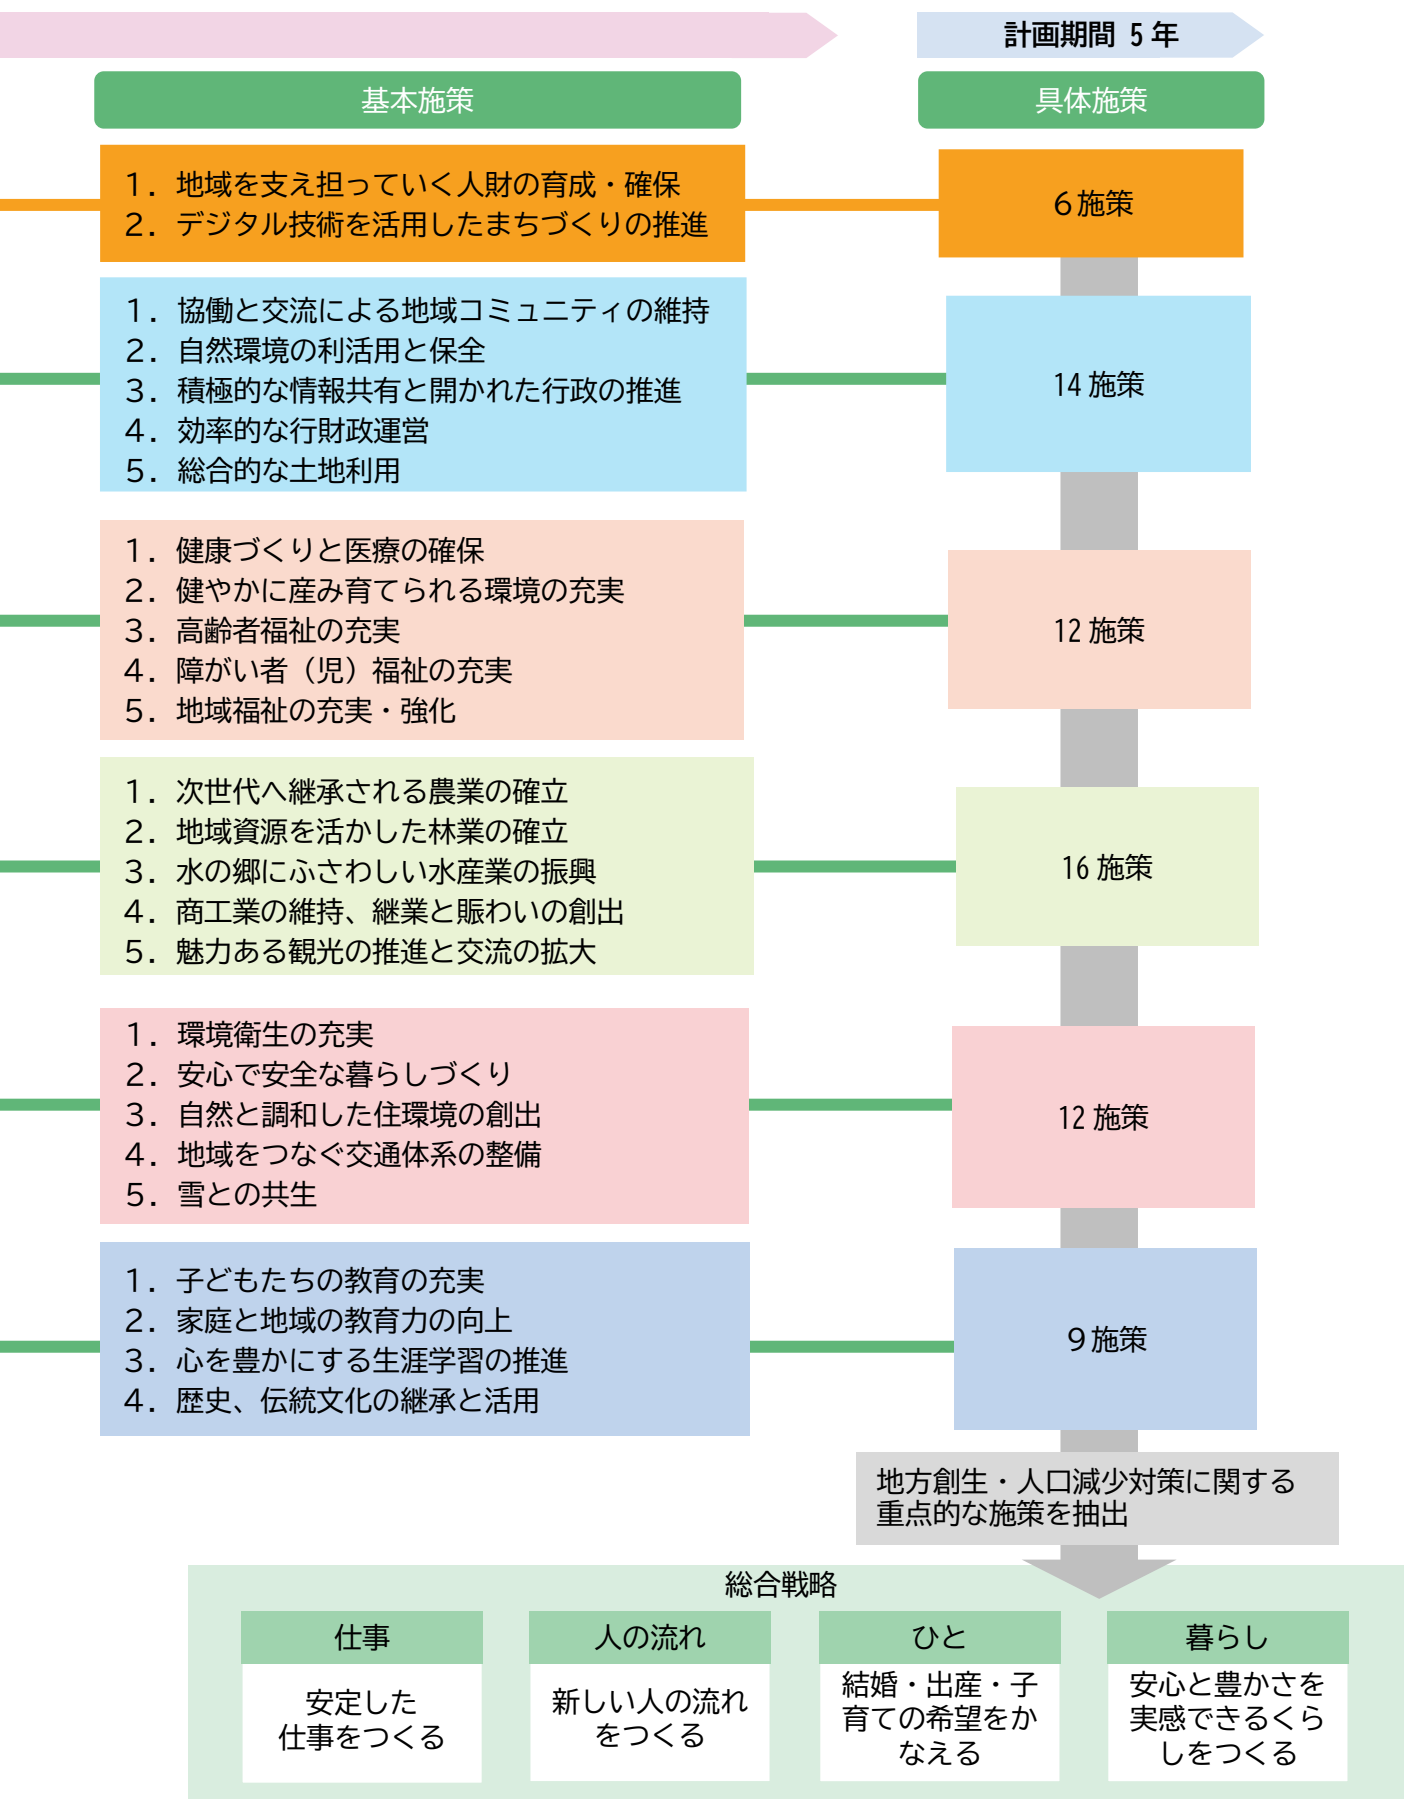 計画期間 5年
基本施策
具体施策
1. 地域を支え担っていく人財の育成・確保
2. デジタル技術を活用したまちづくりの推進
6施策
1. 協働と交流による地域コミュニティの維持
2. 自然環境の利活用と保全
3. 積極的な情報共有と開かれた行政の推進
4. 効率的な行財政運営
5. 総合的な土地利用
14施策
1. 健康づくりと医療の確保
2. 健やかに産み育てられる環境の充実
3. 高齢者福祉の充実
4. 障がい者（児）福祉の充実
5. 地域福祉の充実・強化
12施策
1. 次世代へ継承される農業の確立
2. 地域資源を活かした林業の確立
3. 水の郷にふさわしい水産業の振興
4. 商工業の維持、継業と賑わいの創出
5. 魅力ある観光の推進と交流の拡大
16施策
1. 環境衛生の充実
2. 安心で安全な暮らしづくり
3. 自然と調和した住環境の創出
4. 地域をつなぐ交通体系の整備
5. 雪との共生
12施策
1. 子どもたちの教育の充実
2. 家庭と地域の教育力の向上
3. 心を豊かにする生涯学習の推進
4. 歴史、伝統文化の継承と活用
9施策
地方創生・人口減少対策に関する
重点的な施策を抽出
総合戦略
仕事
安定した
仕事をつくる
人の流れ
新しい人の流れ
をつくる
ひと
結婚・出産・子
育ての希望をか
なえる
暮らし
安心と豊かさを
実感できるくら
しをつくる